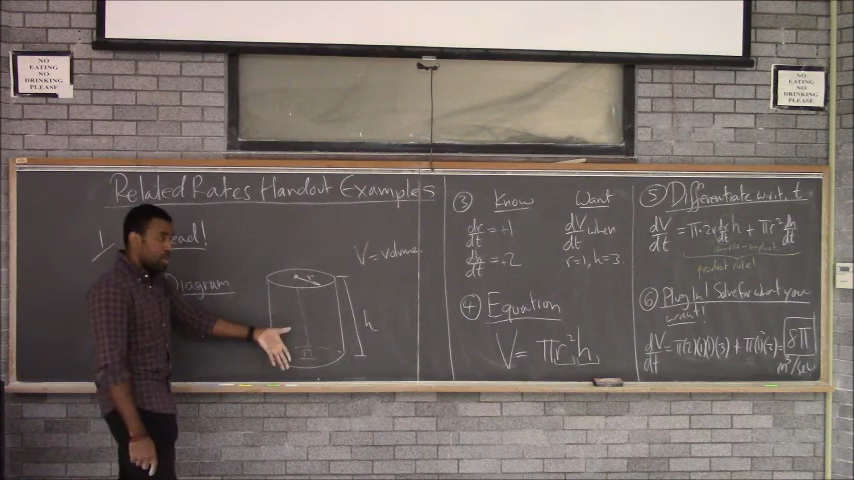 NO
EATING
NO
DRINKING
PLEASE
NO
EATING
NO
DRINKING
PLEASE
Related Rates Handout Examples
1
ead!
V = volume
Diagram
r
h
③ Know Want
dr/dt = +1
dV/dt when
dh/dt = +2
r=1, h=3.
④ Equation
V = πr²h
⑤ Differentiate w.r.t. t
dV/dt = π·2r dr/dt h + πr² dh/dt
product rule!
⑥ Plug In! Solve for what you
want!
dV/dt = π(2)(1)(1)(3) + π(1)²(2) = 8π
m³/sec